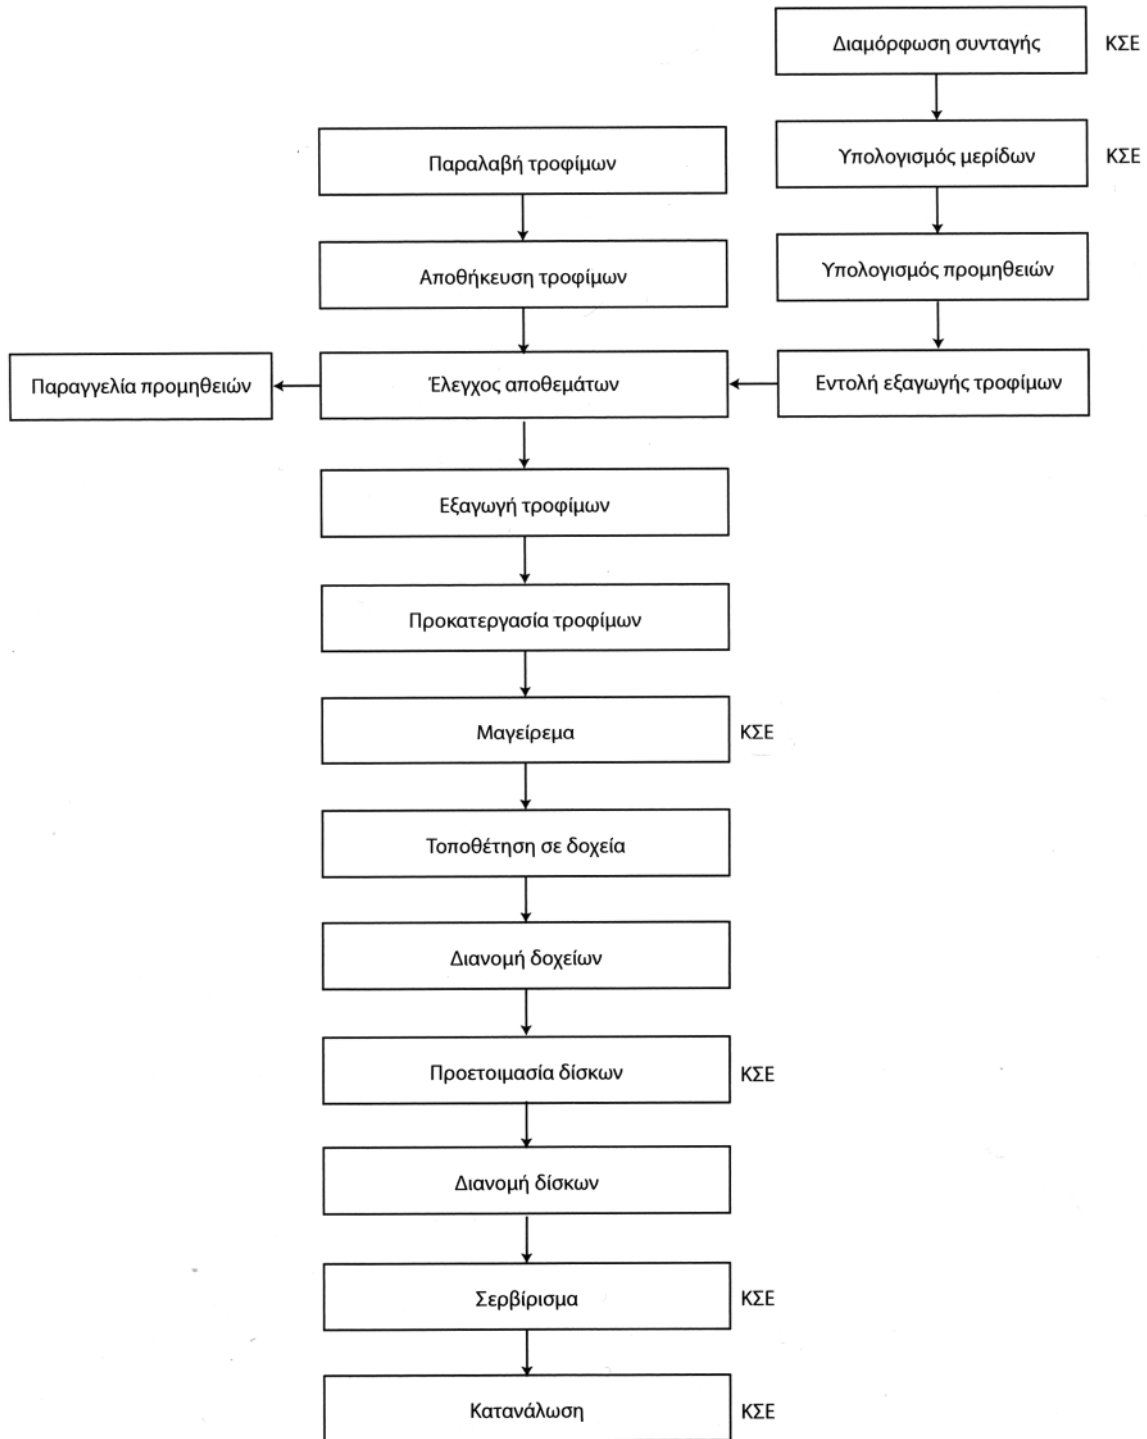 Διαμόρφωση συνταγής ΚΣΕ
Παραλαβή τροφίμων
Υπολογισμός μερίδων ΚΣΕ
Αποθήκευση τροφίμων
Υπολογισμός προμηθειών
Παραγγελία προμηθειών
Έλεγχος αποθεμάτων
Εντολή εξαγωγής τροφίμων
Εξαγωγή τροφίμων
Προκατεργασία τροφίμων
Μαγείρεμα ΚΣΕ
Τοποθέτηση σε δοχεία
Διανομή δοχείων
Προετοιμασία δίσκων ΚΣΕ
Διανομή δίσκων
Σερβίρισμα ΚΣΕ
Κατανάλωση ΚΣΕ